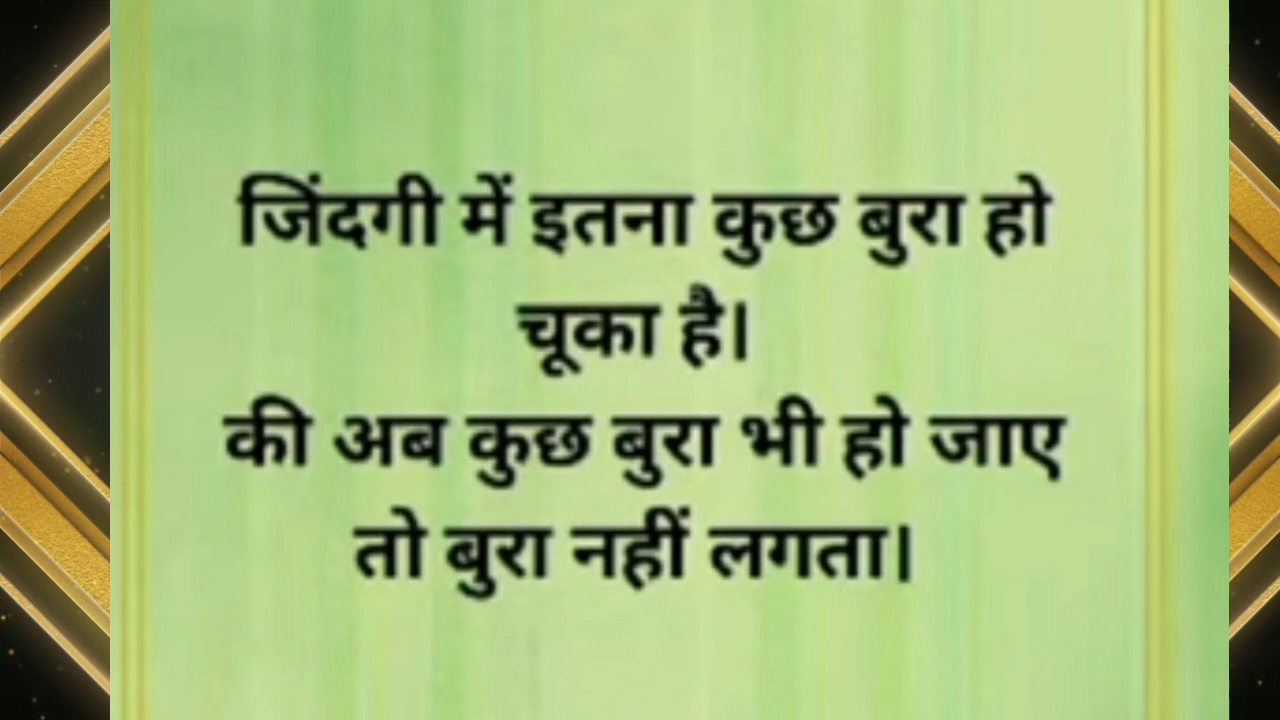 जिंदगी में इतना कुछ बुरा हो
चूका है।
की अब कुछ बुरा भी हो जाए
तो बुरा नहीं लगता।